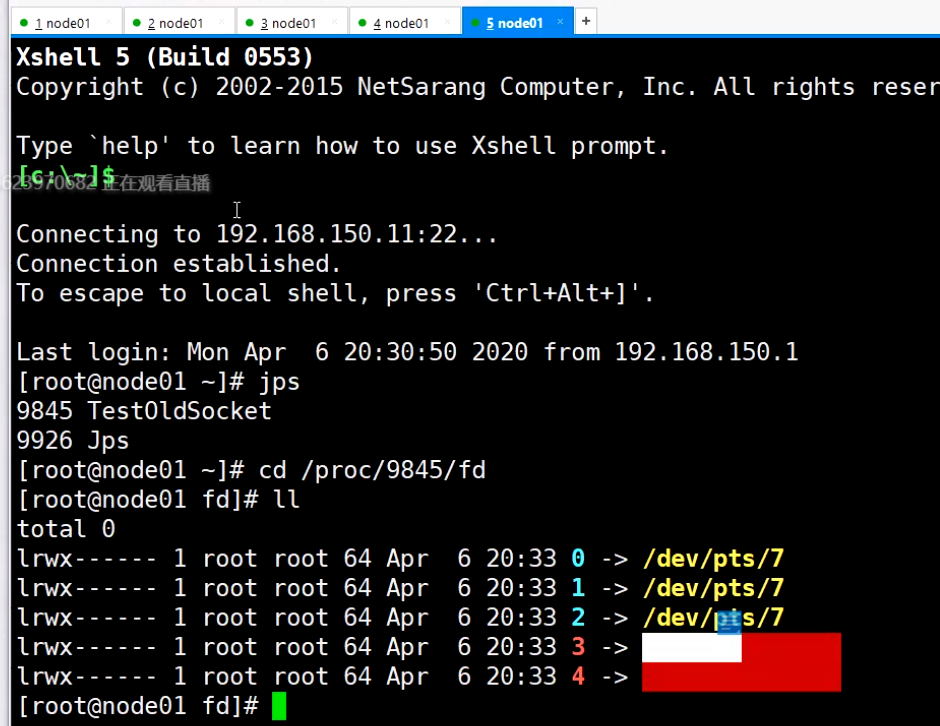 1 node01 × 2 node01 × 3 node01 × 4 node01 × 5 node01 × +
Xshell 5 (Build 0553)
Copyright (c) 2002-2015 NetSarang Computer, Inc. All rights reser
Type `help' to learn how to use Xshell prompt.
[c:\~]$
623970682 正在观看直播
Connecting to 192.168.150.11:22...
Connection established.
To escape to local shell, press 'Ctrl+Alt+]'.
Last login: Mon Apr  6 20:30:50 2020 from 192.168.150.1
[root@node01 ~]# jps
9845 TestOldSocket
9926 Jps
[root@node01 ~]# cd /proc/9845/fd
[root@node01 fd]# ll
total 0
lrwx------ 1 root root 64 Apr  6 20:33 0 -> /dev/pts/7
lrwx------ 1 root root 64 Apr  6 20:33 1 -> /dev/pts/7
lrwx------ 1 root root 64 Apr  6 20:33 2 -> /dev/pts/7
lrwx------ 1 root root 64 Apr  6 20:33 3 ->
lrwx------ 1 root root 64 Apr  6 20:33 4 ->
[root@node01 fd]#